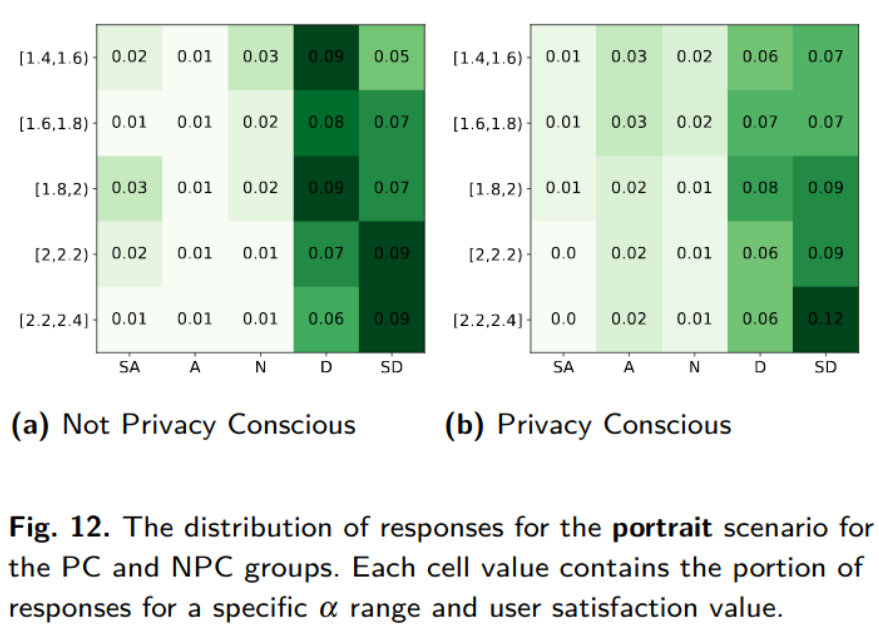 [1.4,1.6) 0.02 0.01 0.03 0.09 0.05
[1.6,1.8) 0.01 0.01 0.02 0.08 0.07
[1.8,2) 0.03 0.01 0.02 0.09 0.07
[2,2.2) 0.02 0.01 0.01 0.07 0.09
[2.2,2.4] 0.01 0.01 0.01 0.06 0.09
SA A N D SD
(a) Not Privacy Conscious
[1.4,1.6) 0.01 0.03 0.02 0.06 0.07
[1.6,1.8) 0.01 0.03 0.02 0.07 0.07
[1.8,2) 0.01 0.02 0.01 0.08 0.09
[2,2.2) 0.0 0.02 0.01 0.06 0.09
[2.2,2.4] 0.0 0.02 0.01 0.06 0.12
SA A N D SD
(b) Privacy Conscious
Fig. 12. The distribution of responses for the portrait scenario for
the PC and NPC groups. Each cell value contains the portion of
responses for a specific α range and user satisfaction value.